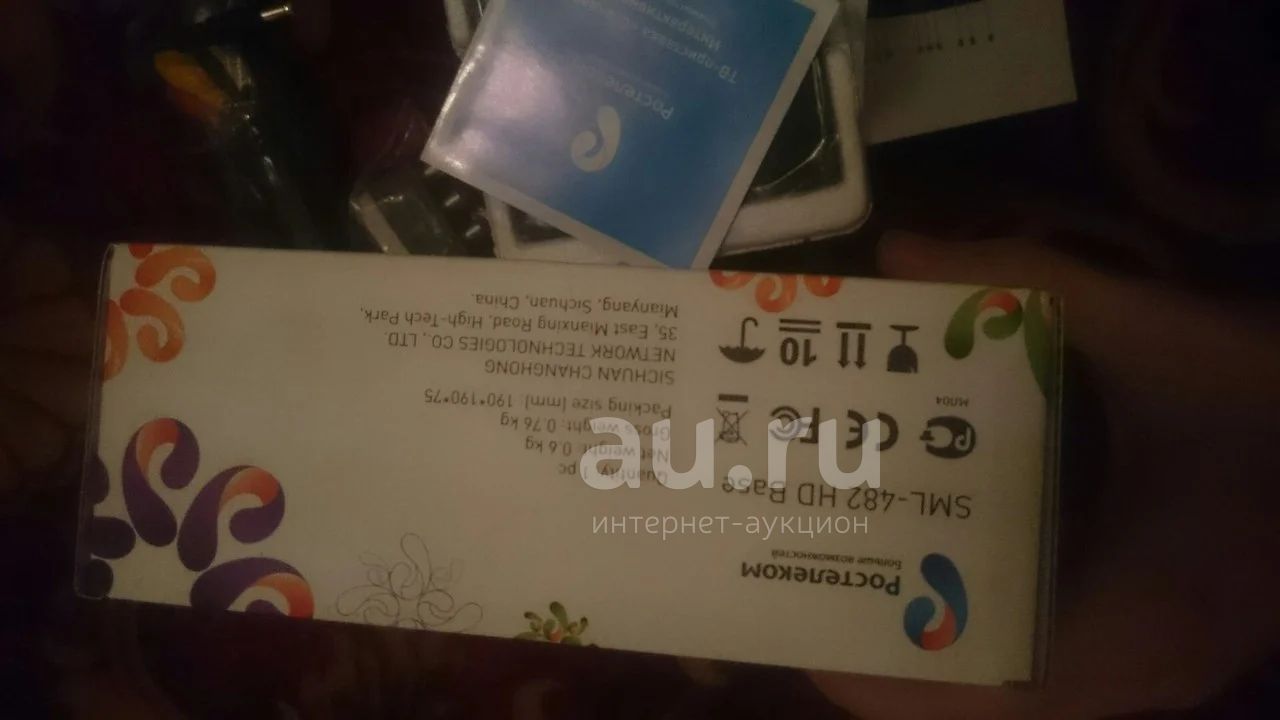 Ростелеком
Больше возможностей
SML-482 HD Base
МЛ04
10
Quantity 1 pc
Net weight: 0.6 kg
Gross weight: 0.76 kg
Packing size (mm): 190*190*75
SICHUAN CHANGHONG
NETWORK TECHNOLOGIES CO., LTD.
35, East Mianxing Road, High-Tech Park,
Mianyang, Sichuan, China.
Ростелеком
ТВ-приставка
au.ru
интернет-аукцион